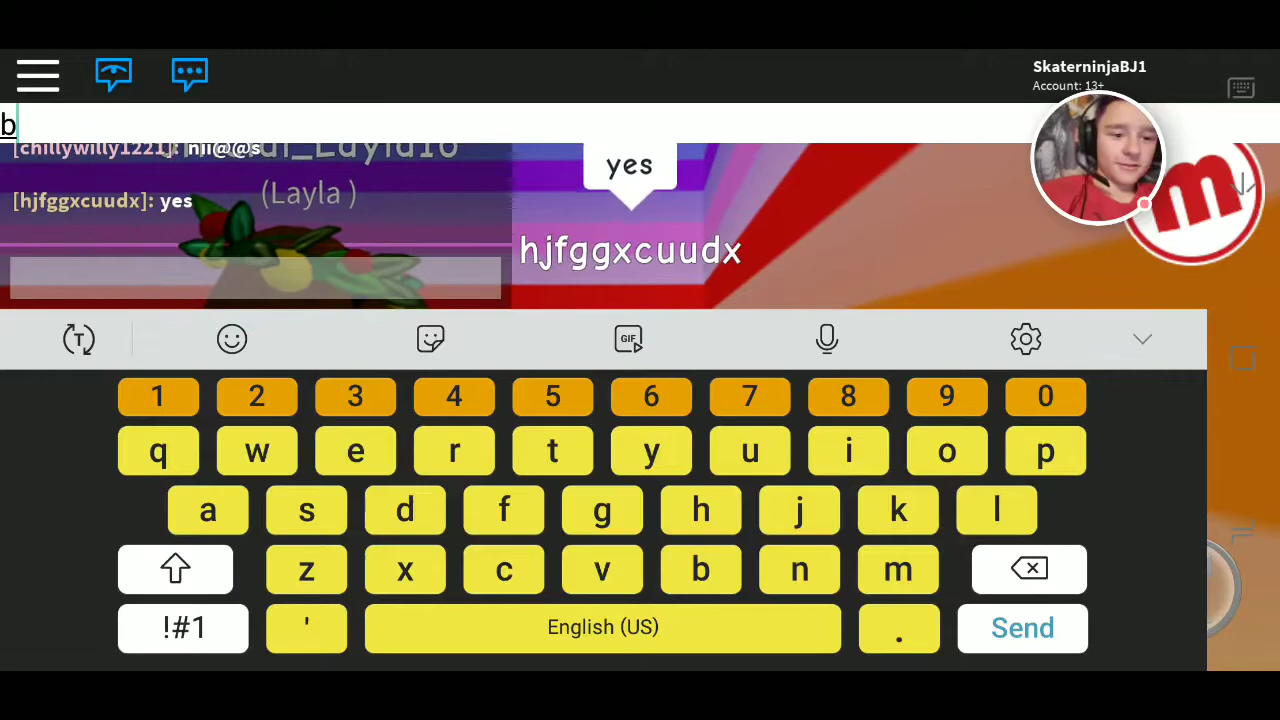 SkaterninjaBJ1
Account: 13+
b
[chillywilly1221]: hii@@s
(Layla )
[hjfggxcuudx]: yes
yes
hjfggxcuudx
m
T
GIF
1 2 3 4 5 6 7 8 9 0
q w e r t y u i o p
a s d f g h j k l
z x c v b n m
!#1 ' English (US) . Send